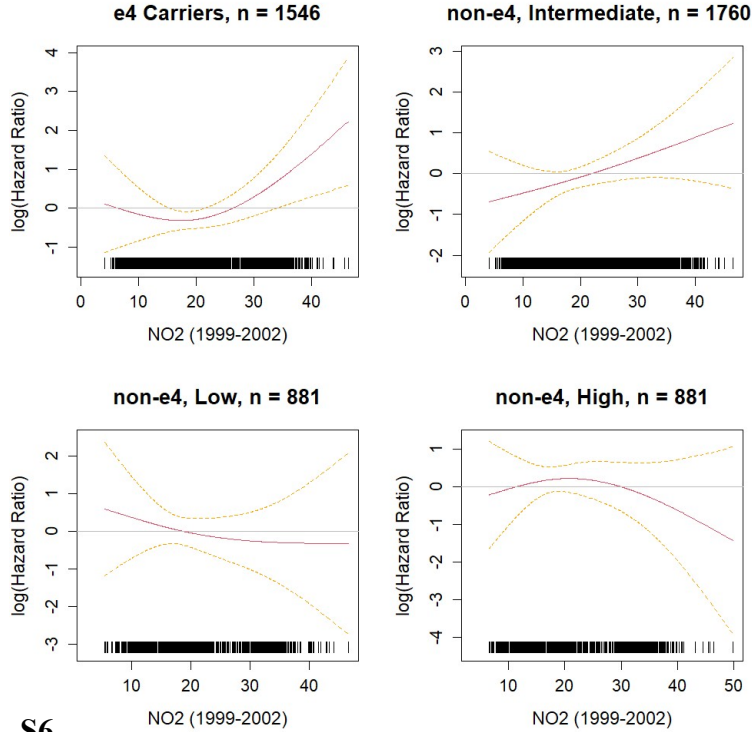 e4 Carriers, n = 1546
log(Hazard Ratio)
4
3
2
1
0
-1
0 10 20 30 40
NO2 (1999-2002)
non-e4, Intermediate, n = 1760
log(Hazard Ratio)
3
2
1
0
-1
-2
0 10 20 30 40
NO2 (1999-2002)
non-e4, Low, n = 881
log(Hazard Ratio)
2
1
0
-1
-2
-3
10 20 30 40
NO2 (1999-2002)
non-e4, High, n = 881
log(Hazard Ratio)
1
0
-1
-2
-3
-4
10 20 30 40 50
NO2 (1999-2002)
S6